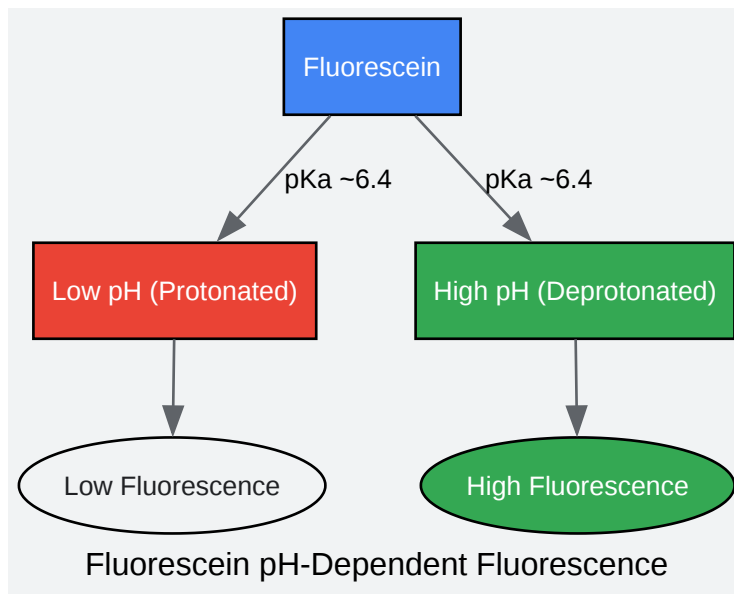 Fluorescein
pKa ~6.4
pKa ~6.4
Low pH (Protonated)
High pH (Deprotonated)
Low Fluorescence
High Fluorescence
Fluorescein pH-Dependent Fluorescence